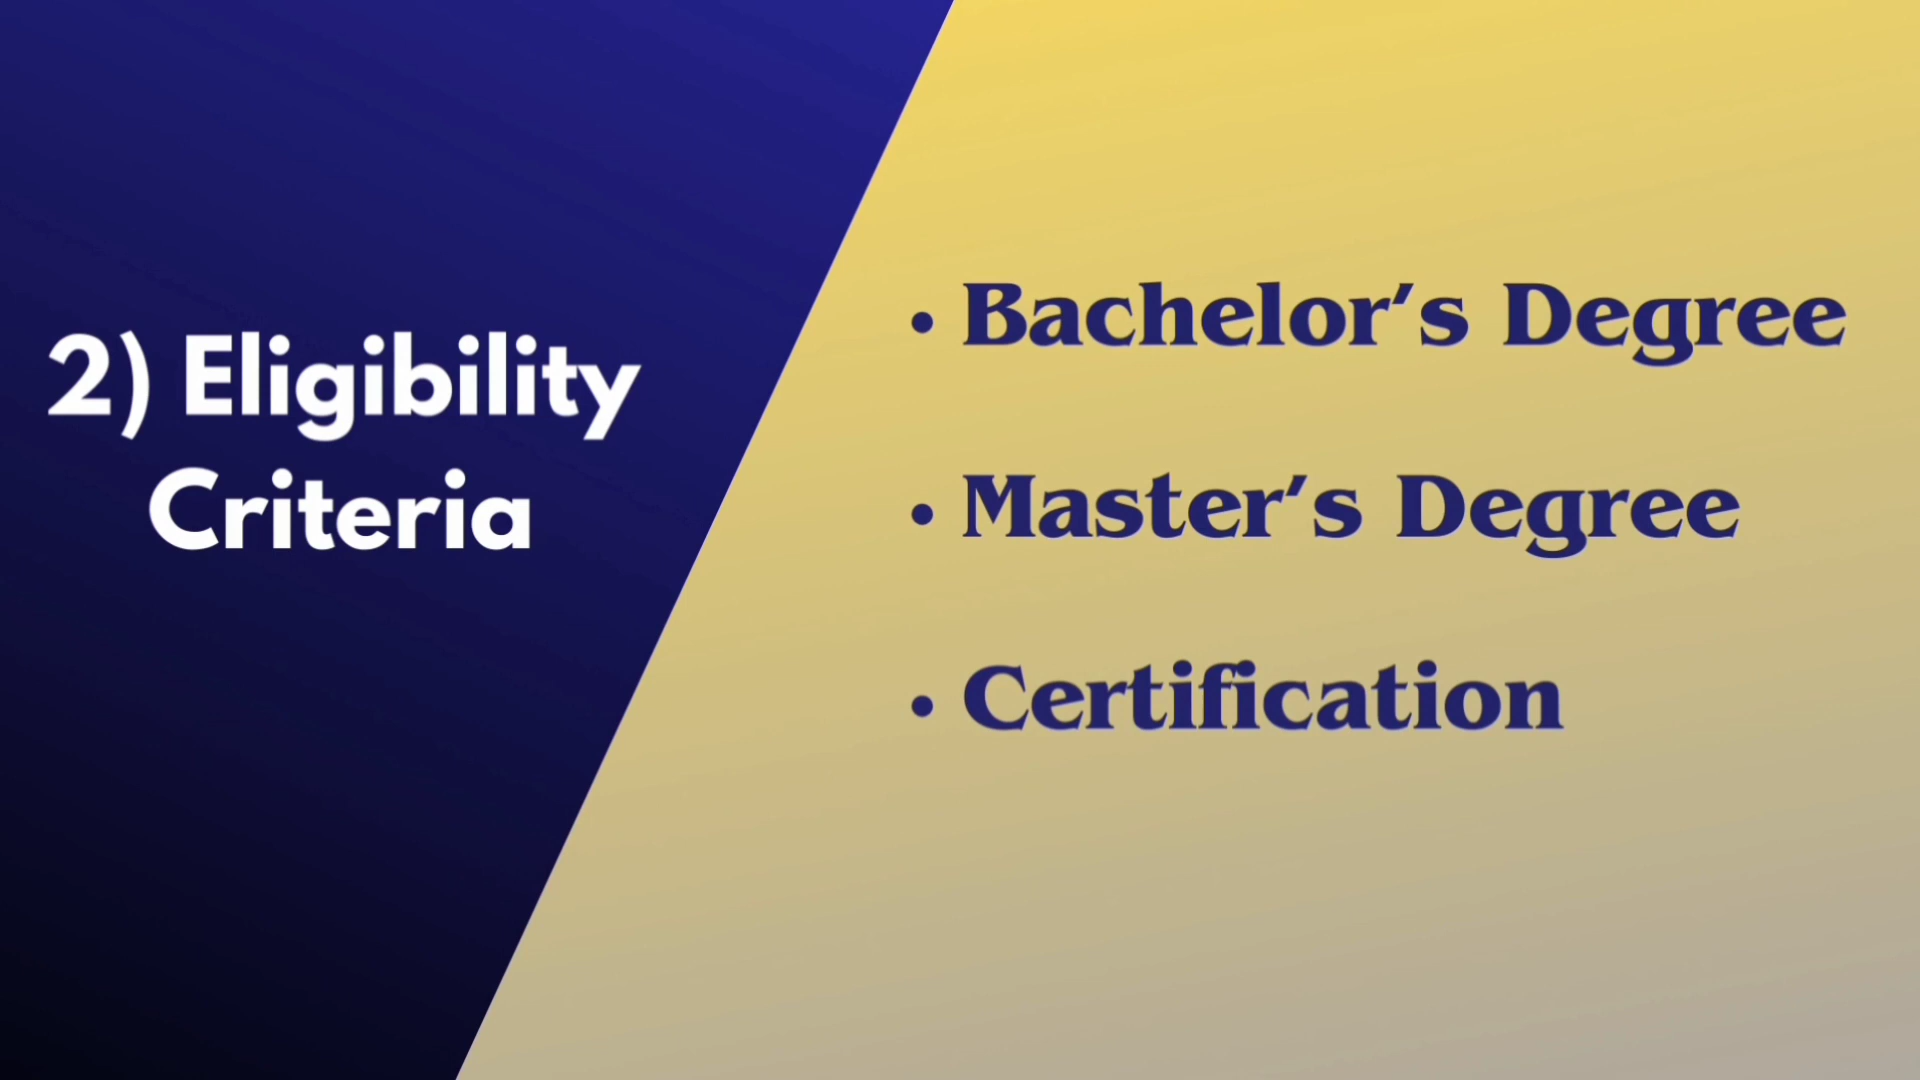 2) Eligibility
Criteria
• Bachelor's Degree
• Master's Degree
• Certification